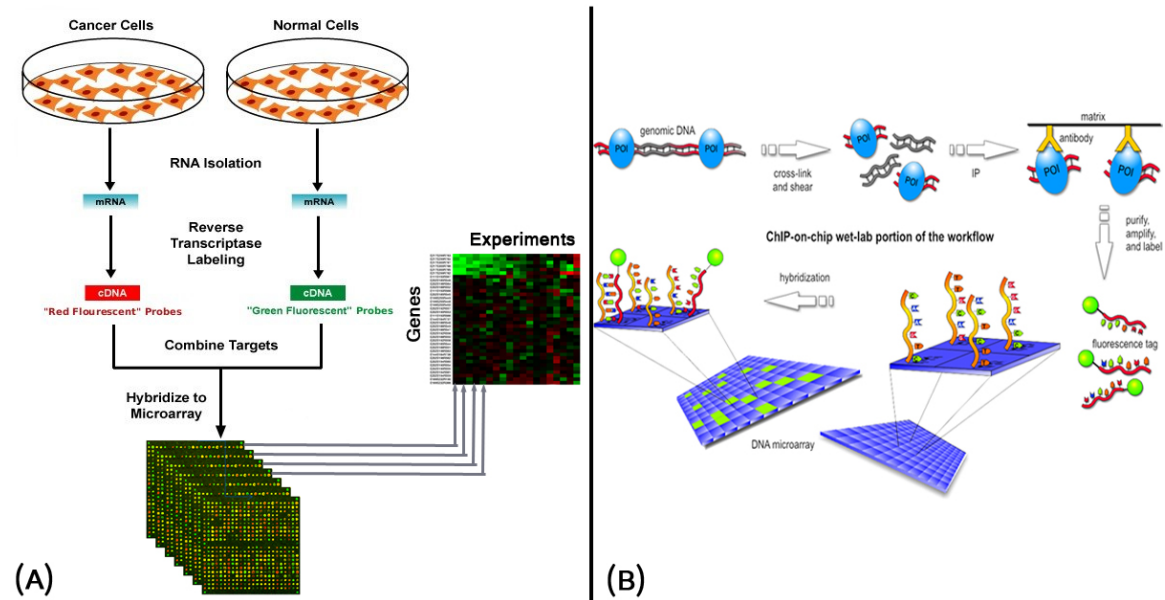 Cancer Cells
Normal Cells
RNA Isolation
mRNA
mRNA
Reverse
Transcriptase
Labeling
cDNA
cDNA
"Red Flourescent" Probes
"Green Fluorescent" Probes
Combine Targets
Hybridize to
Microarray
Experiments
Genes
(A)
genomic DNA
POI
POI
cross-link
and shear
POI
POI
IP
matrix
antibody
POI
POI
purify,
amplify,
and label
ChIP-on-chip wet-lab portion of the workflow
hybridization
fluorescence tag
DNA microarray
(B)